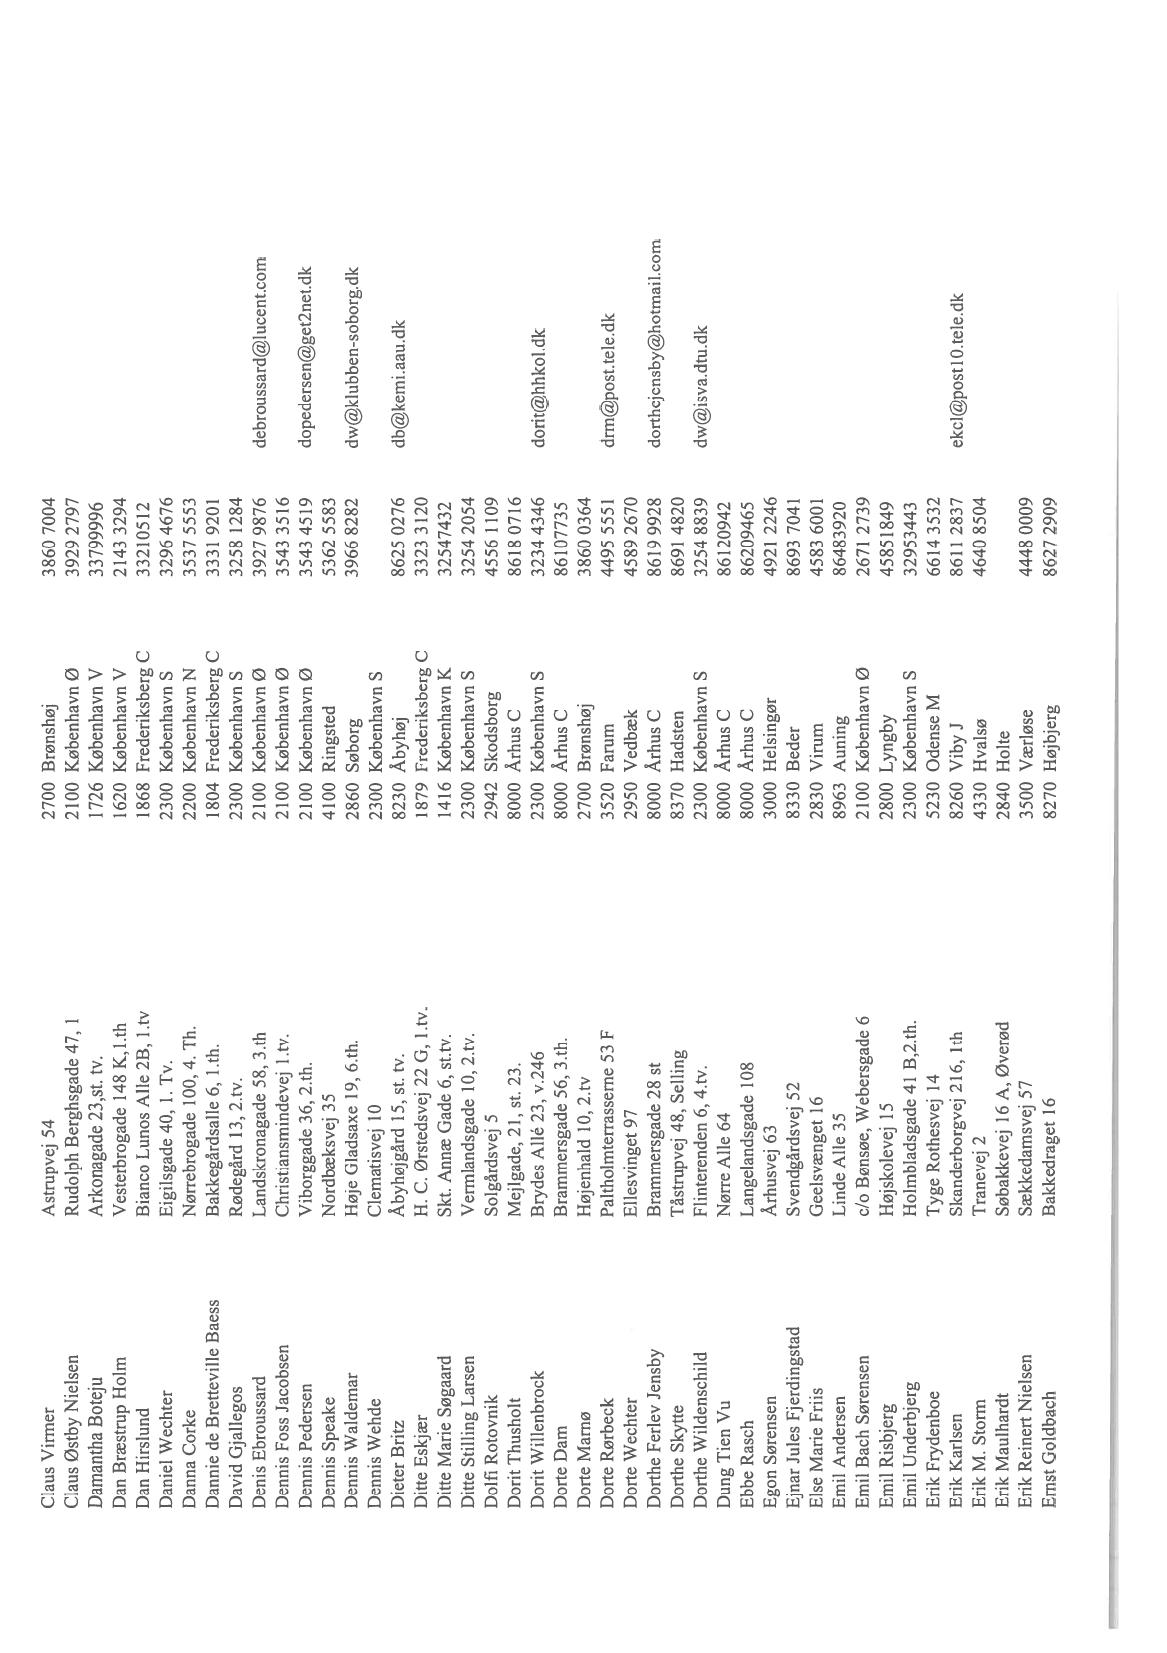 Claus Virmer Astrupvej 54 2700 Brønshøj 3860 7004
Claus Østby Nielsen Rudolph Berghsgade 47, 1 2100 København Ø 3929 2797
Damantha Boteju Arkonagade 23,st. tv. 1726 København V 33799996
Dan Bræstrup Holm Vesterbrogade 148 K,1.th 1620 København V 2143 3294
Dan Hirslund Bianco Lunos Alle 2B, 1.tv 1868 Frederiksberg C 33210512
Daniel Wechter Eigilsgade 40, 1. Tv. 2300 København S 3296 4676
Danna Corke Nørrebrogade 100, 4. Th. 2200 København N 3537 5553
Dannie de Bretteville Baess Bakkegårdsalle 6, 1.th. 1804 Frederiksberg C 3331 9201
David Gjallegos Rødegård 13, 2.tv. 2300 København S 3258 1284
Denis Ebroussard Landskronagade 58, 3.th 2100 København Ø 3927 9876 debroussard@lucent.com
Dennis Foss Jacobsen Christiansmindevej 1.tv. 2100 København Ø 3543 3516
Dennis Pedersen Viborggade 36, 2.th. 2100 København Ø 3543 4519 dopedersen@get2net.dk
Dennis Speake Nordbæksvej 35 4100 Ringsted 5362 5583
Dennis Waldemar Høje Gladsaxe 19, 6.th. 2860 Søborg 3966 8282 dw@klubben-soborg.dk
Dennis Wehde Clematisvej 10 2300 København S
Dieter Britz Åbyhøjgård 15, st. tv. 8230 Åbyhøj 8625 0276 db@kemi.aau.dk
Ditte Eskjær H. C. Ørstedsvej 22 G, 1.tv. 1879 Frederiksberg C 3323 3120
Ditte Marie Søgaard Skt. Annæ Gade 6, st.tv. 1416 København K 32547432
Ditte Stilling Larsen Vermlandsgade 10, 2.tv. 2300 København S 3254 2054
Dolfi Rotovnik Solgårdsvej 5 2942 Skodsborg 4556 1109
Dorit Thusholt Mejlgade, 21, st. 23. 8000 Århus C 8618 0716
Dorit Willenbrock Brydes Allé 23, v.246 2300 København S 3234 4346 dorit@hhkol.dk
Dorte Dam Brammersgade 56, 3.th. 8000 Århus C 86107735
Dorte Marnø Højenhald 10, 2.tv 2700 Brønshøj 3860 0364
Dorte Rørbeck Paltholmterrasserne 53 F 3520 Farum 4495 5551 drm@post.tele.dk
Dorte Wechter Ellesvinget 97 2950 Vedbæk 4589 2670
Dorthe Ferlev Jensby Brammersgade 28 st 8000 Århus C 8619 9928 dorthcjcnsby@hotmail.com
Dorthe Skytte Tåstrupvej 48, Selling 8370 Hadsten 8691 4820
Dorthe Wildenschild Flinterenden 6, 4.tv. 2300 København S 3254 8839 dw@isva.dtu.dk
Dung Tien Vu Nørre Alle 64 8000 Århus C 86120942
Ebbe Rasch Langelandsgade 108 8000 Århus C 86209465
Egon Sørensen Århusvej 63 3000 Helsingør 4921 2246
Ejnar Jules Fjerdingstad Svendgårdsvej 52 8330 Beder 8693 7041
Else Marie Friis Geelsvænget 16 2830 Virum 4583 6001
Emil Andersen Linde Alle 35 8963 Auning 86483920
Emil Bach Sørensen c/o Bønsøe, Webersgade 6 2100 København Ø 2671 2739
Emil Risbjerg Højskolevej 15 2800 Lyngby 45851849
Emil Underbjerg Holmbladsgade 41 B,2.th. 2300 København S 32953443
Erik Frydenboe Tyge Rothesvej 14 5230 Odense M 6614 3532
Erik Karlsen Skanderborgvej 216, 1th 8260 Viby J 8611 2837 ekcl@post10.tele.dk
Erik M. Storm Tranevej 2 4330 Hvalsø 4640 8504
Erik Maulhardt Søbakkevej 16 A, Øverød 2840 Holte
Erik Reinert Nielsen Sækkedamsvej 57 3500 Værløse 4448 0009
Ernst Goldbach Bakkedraget 16 8270 Højbjerg 8627 2909